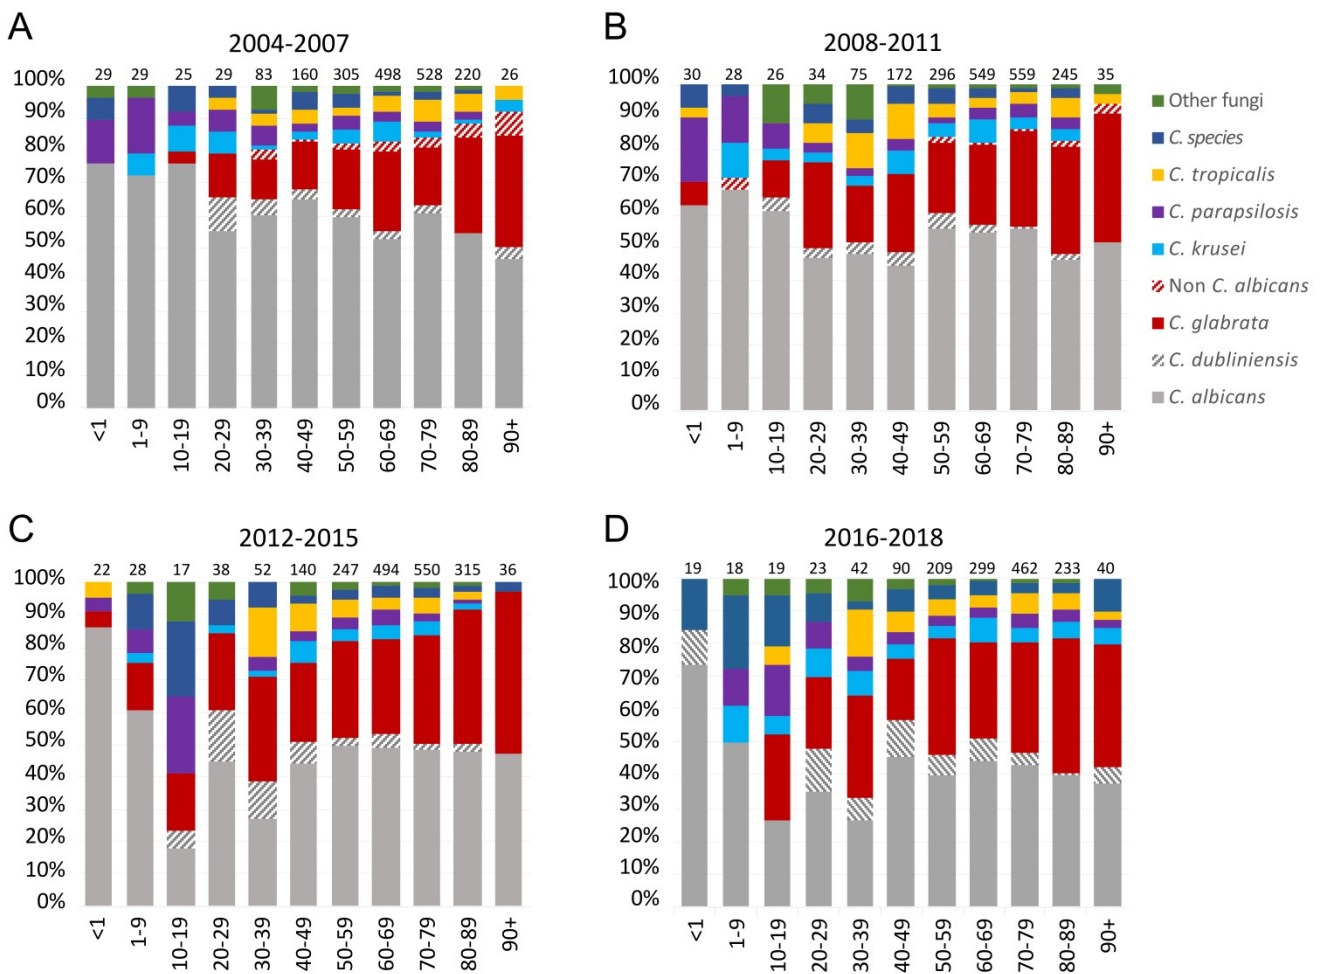 A
2004-2007
29 29 25 29 83 160 305 498 528 220 26
100%
90%
80%
70%
60%
50%
40%
30%
20%
10%
0%
<1 1-9 10-19 20-29 30-39 40-49 50-59 60-69 70-79 80-89 90+
B
2008-2011
30 28 26 34 75 172 296 549 559 245 35
100%
90%
80%
70%
60%
50%
40%
30%
20%
10%
0%
<1 1-9 10-19 20-29 30-39 40-49 50-59 60-69 70-79 80-89 90+
Other fungi
C. species
C. tropicalis
C. parapsilosis
C. krusei
Non C. albicans
C. glabrata
C. dubliniensis
C. albicans
C
2012-2015
22 28 17 38 52 140 247 494 550 315 36
100%
90%
80%
70%
60%
50%
40%
30%
20%
10%
0%
<1 1-9 10-19 20-29 30-39 40-49 50-59 60-69 70-79 80-89 90+
D
2016-2018
19 18 19 23 42 90 209 299 462 233 40
100%
90%
80%
70%
60%
50%
40%
30%
20%
10%
0%
<1 1-9 10-19 20-29 30-39 40-49 50-59 60-69 70-79 80-89 90+